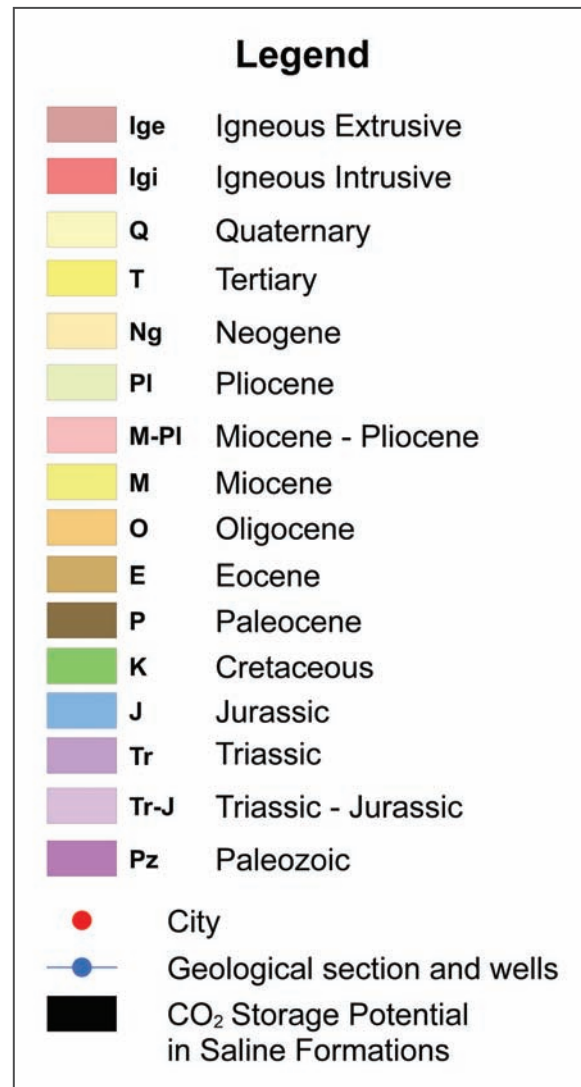 Legend
Ige Igneous Extrusive
Igi Igneous Intrusive
Q Quaternary
T Tertiary
Ng Neogene
Pl Pliocene
M-Pl Miocene - Pliocene
M Miocene
O Oligocene
E Eocene
P Paleocene
K Cretaceous
J Jurassic
Tr Triassic
Tr-J Triassic - Jurassic
Pz Paleozoic
City
Geological section and wells
CO₂ Storage Potential
in Saline Formations